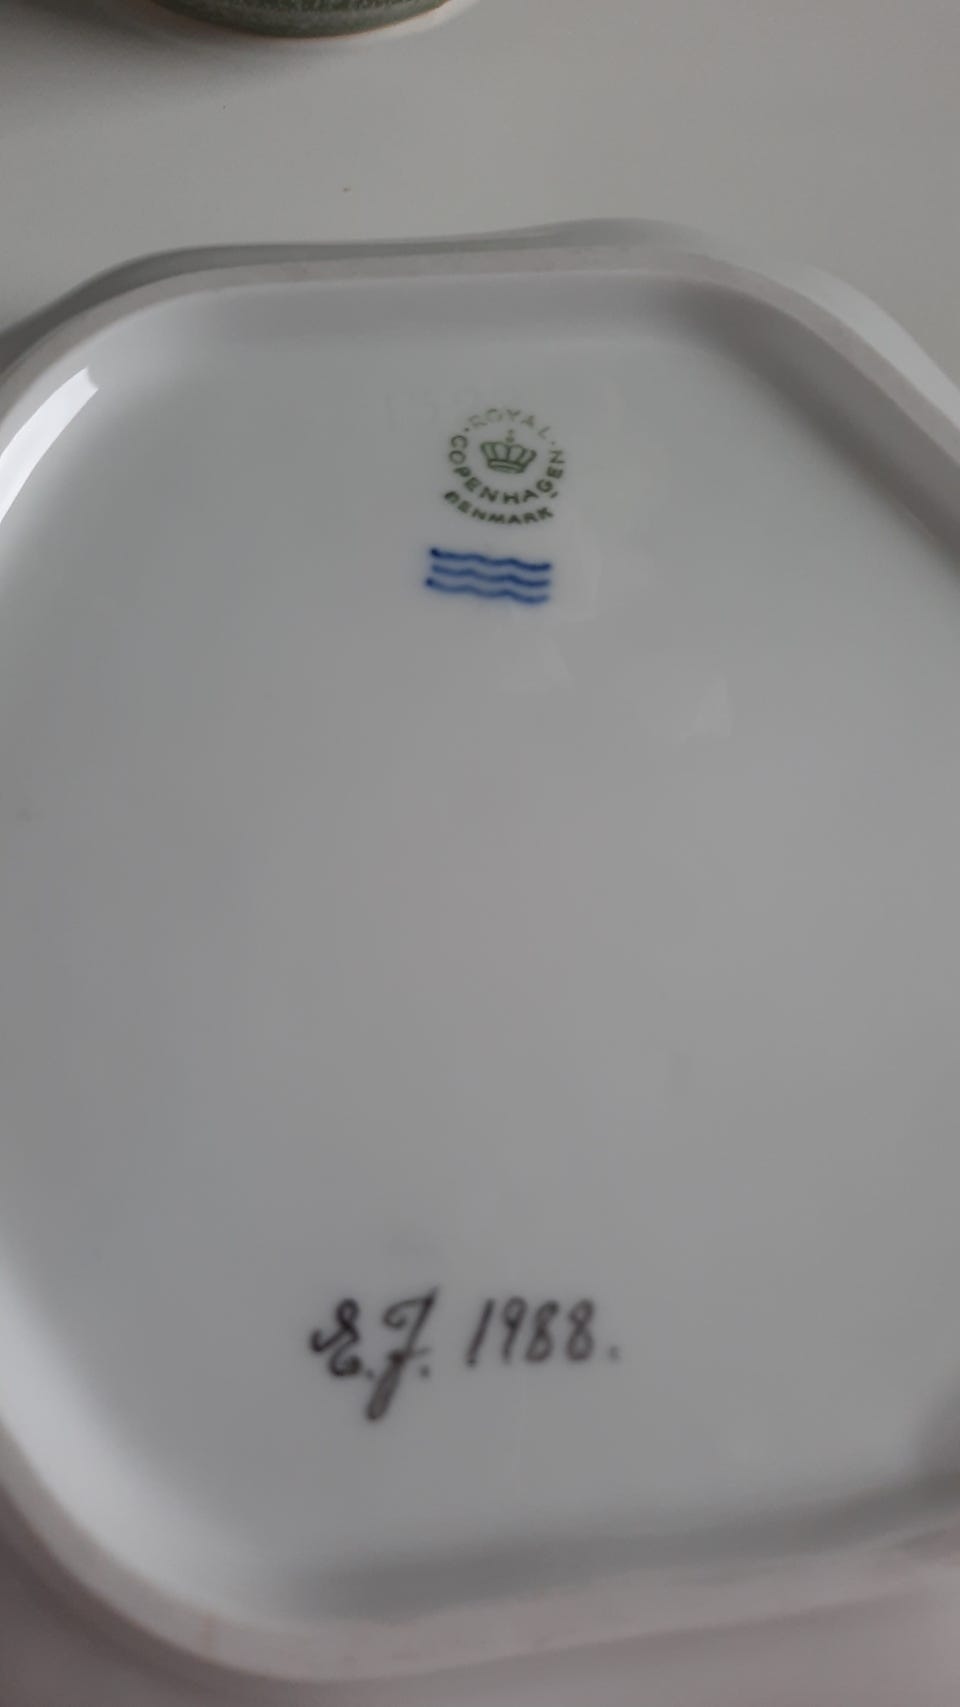 ROYAL
COPENHAGEN
DENMARK
E.J. 1988.